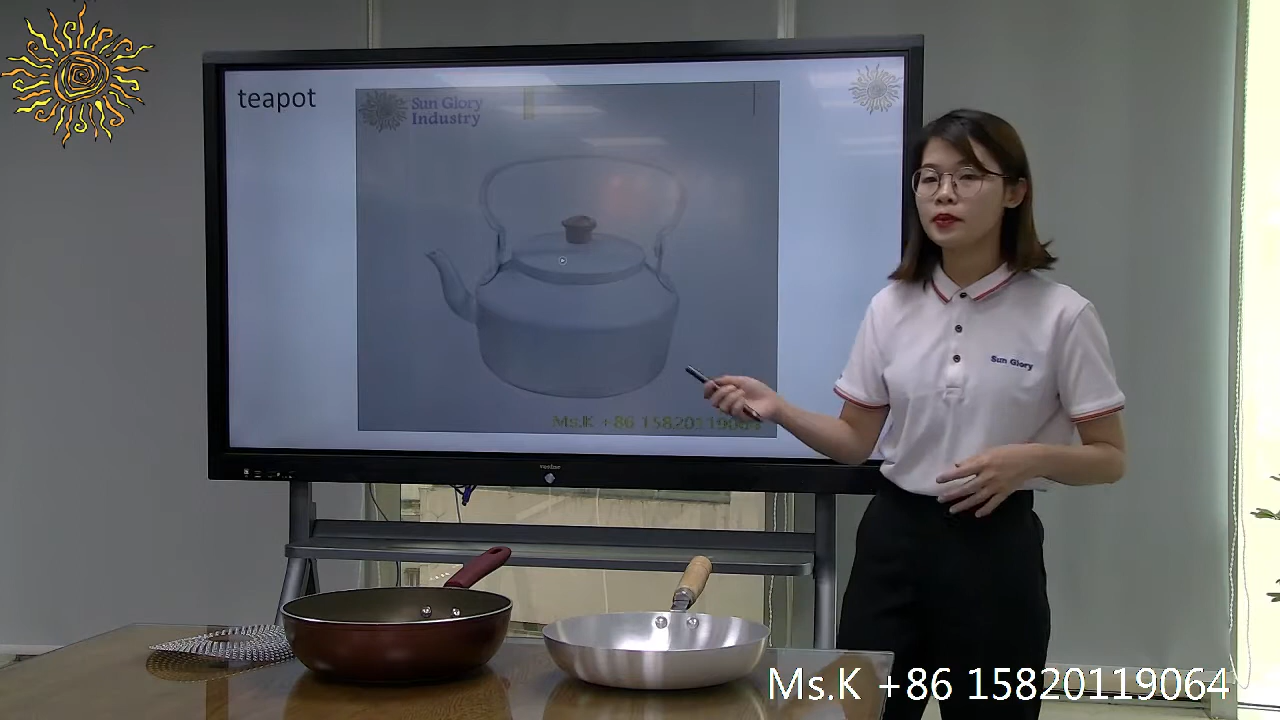 teapot
Sun Glory
Industry
Ms.K +86 15820119064
Sun Glory
Ms.K +86 15820119064